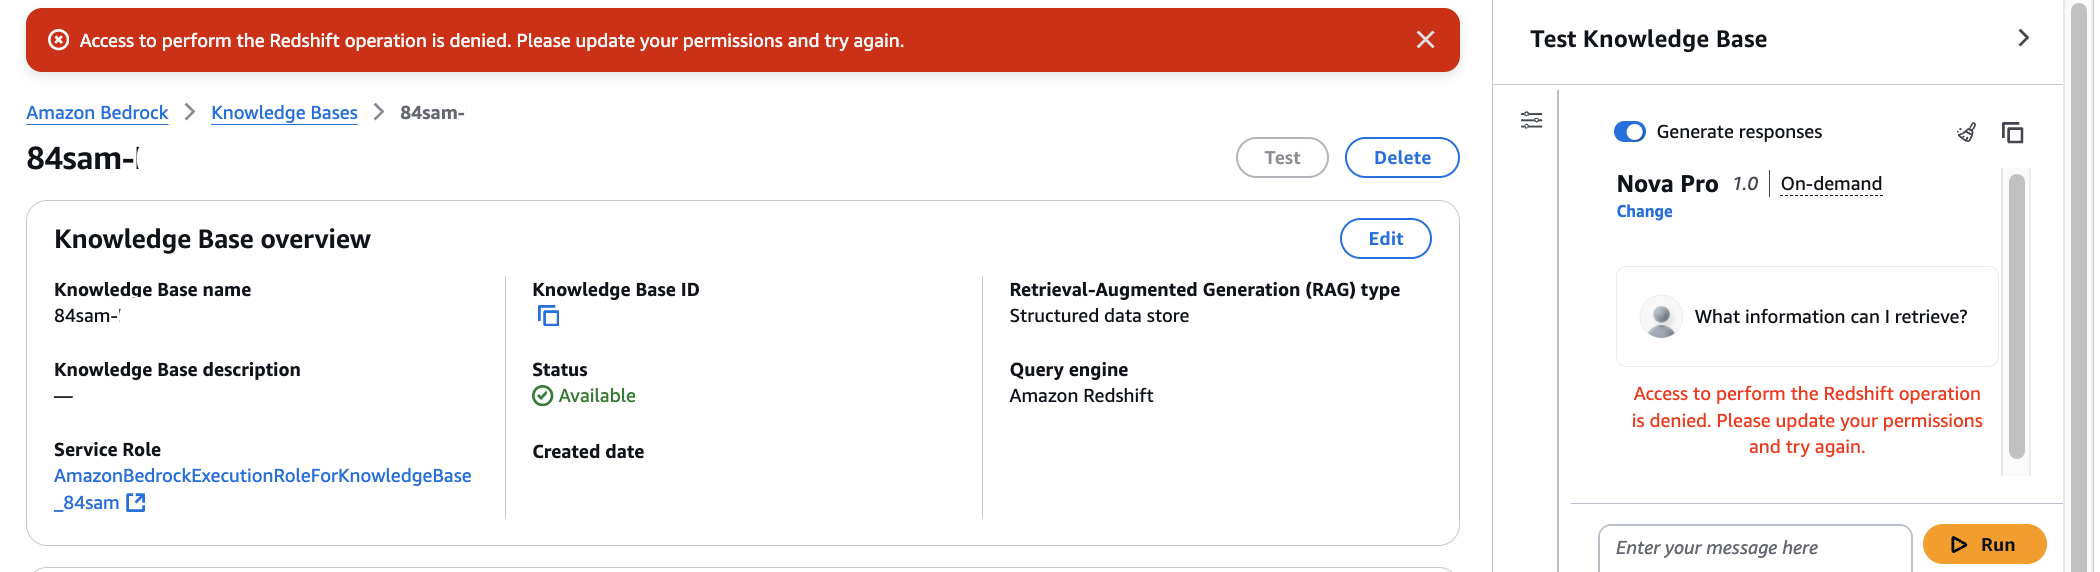 Access to perform the Redshift operation is denied. Please update your permissions and try again.
Amazon Bedrock > Knowledge Bases > 84sam-
84sam-
Test
Delete
Knowledge Base overview
Edit
Knowledge Base name
84sam-
Knowledge Base description
—
Service Role
AmazonBedrockExecutionRoleForKnowledgeBase
_84sam
Knowledge Base ID
Status
Available
Created date
Retrieval-Augmented Generation (RAG) type
Structured data store
Query engine
Amazon Redshift
Test Knowledge Base
Generate responses
Nova Pro 1.0 | On-demand
Change
What information can I retrieve?
Access to perform the Redshift operation
is denied. Please update your permissions
and try again.
Enter your message here
Run